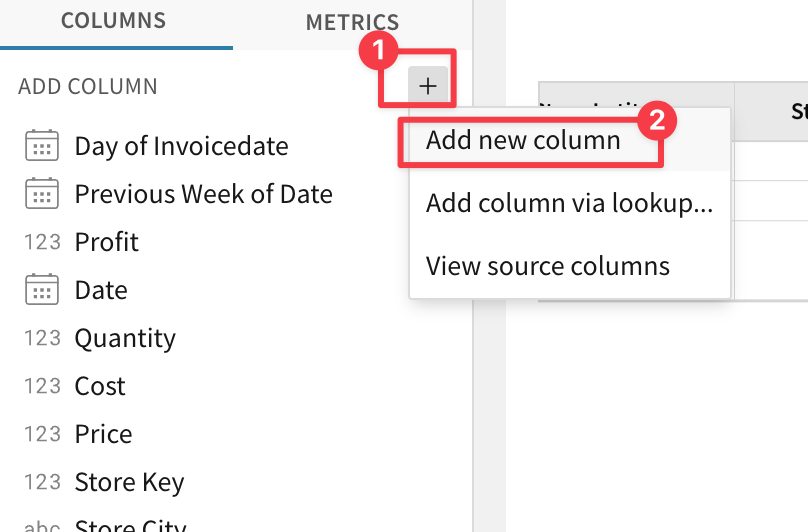 COLUMNS
METRICS
1
ADD COLUMN
+
2
Add new column
Add column via lookup...
View source columns
Day of Invoicedate
Previous Week of Date
123 Profit
Date
123 Quantity
123 Cost
123 Price
123 Store Key
abc Store City
St